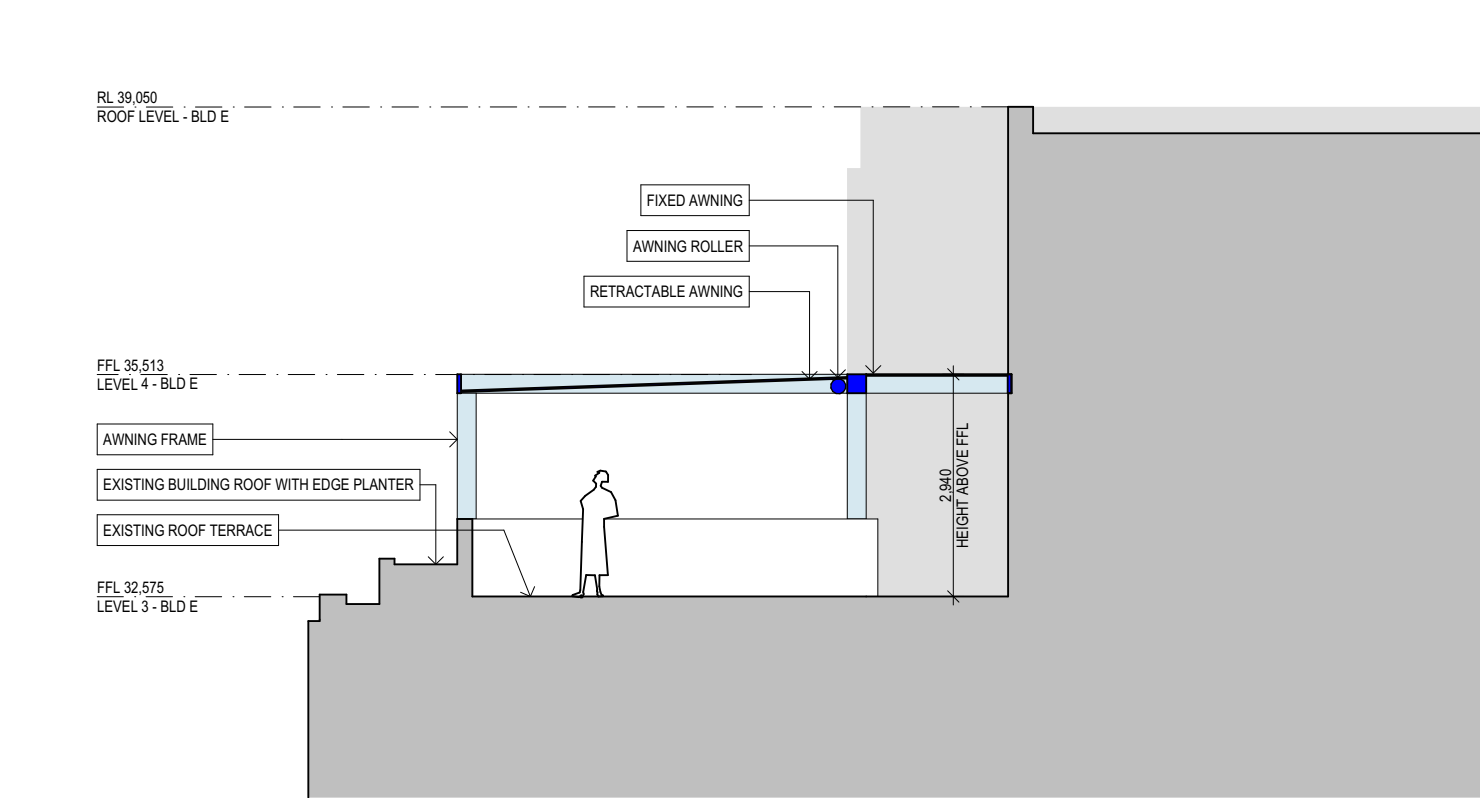 RL 39,050
ROOF LEVEL - BLD E
FIXED AWNING
AWNING ROLLER
RETRACTABLE AWNING
FFL 35,513
LEVEL 4 - BLD E
AWNING FRAME
EXISTING BUILDING ROOF WITH EDGE PLANTER
EXISTING ROOF TERRACE
2,940
HEIGHT ABOVE FFL
FFL 32,575
LEVEL 3 - BLD E